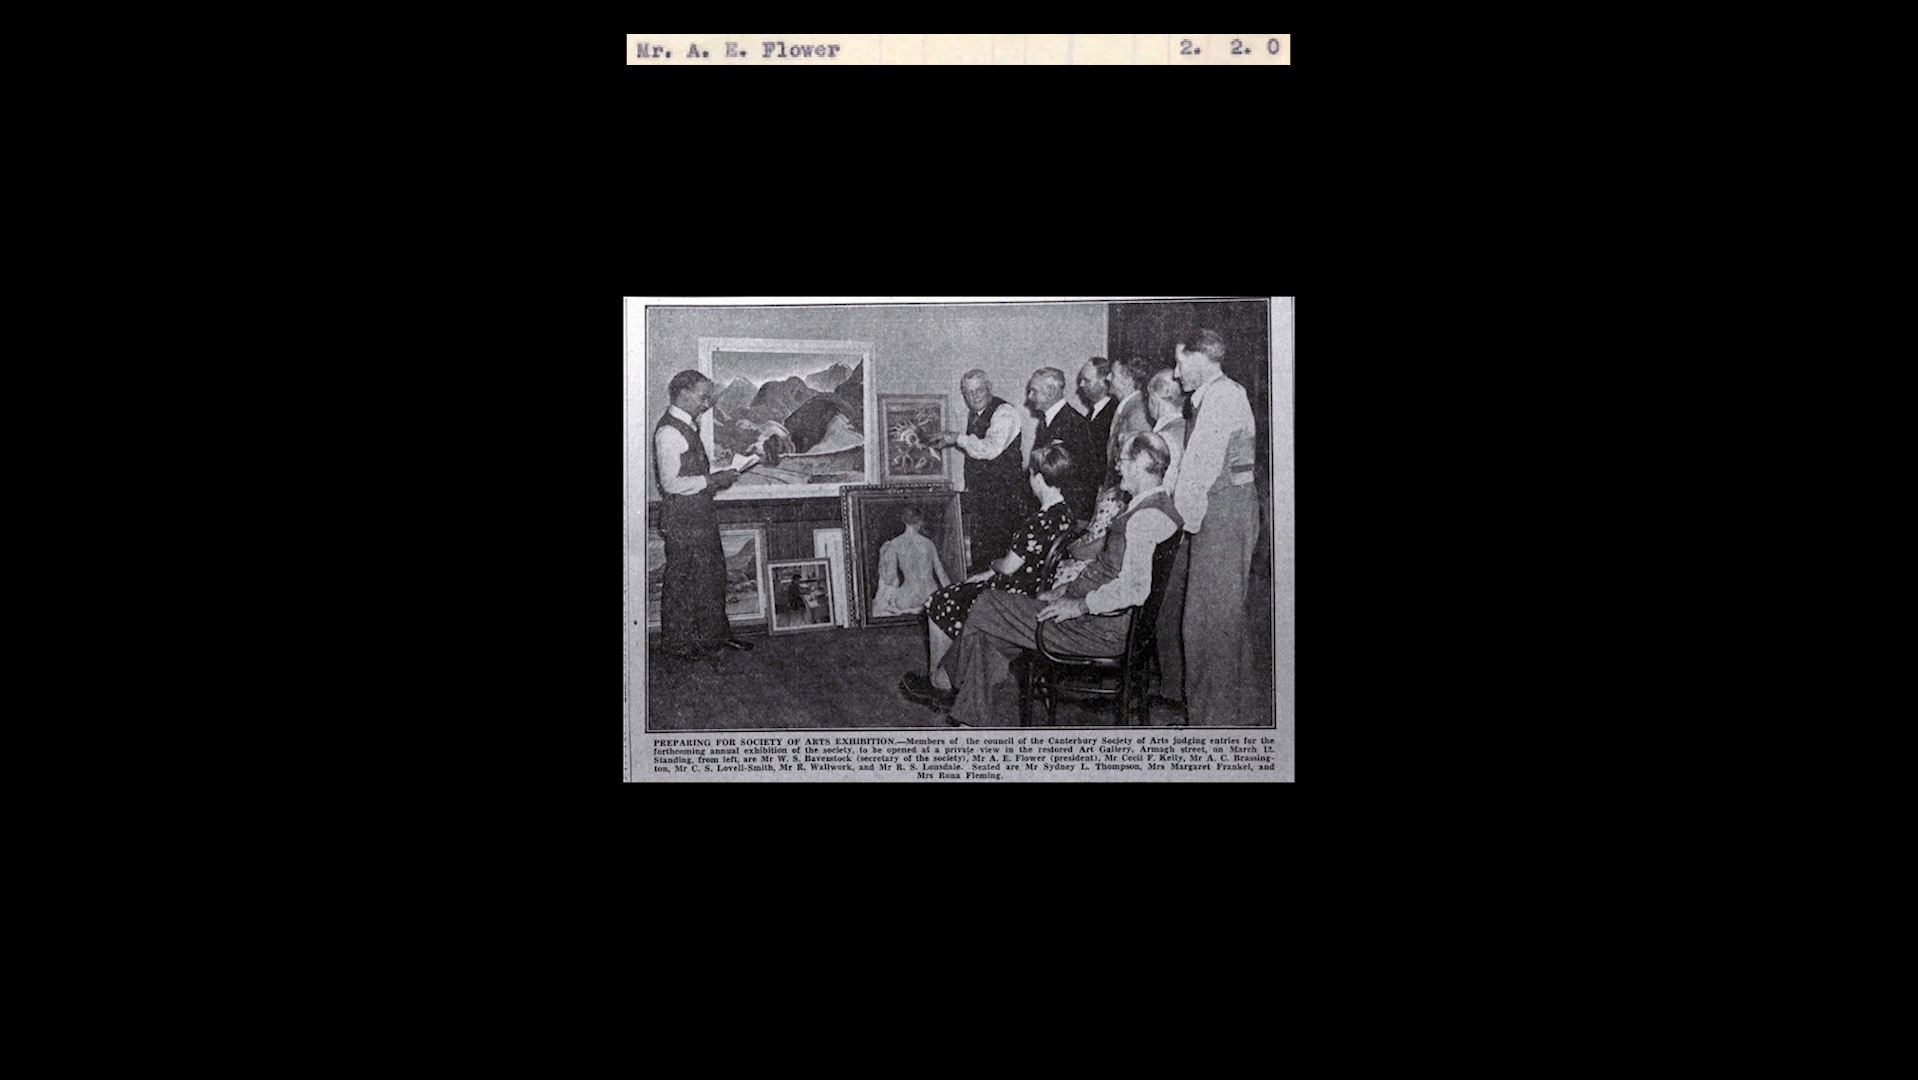 Mr. A. E. Flower 2. 2. 0
PREPARING FOR SOCIETY OF ARTS EXHIBITION.—Members of the council of the Canterbury Society of Arts judging entries for the
forthcoming annual exhibition of the society, to be opened at a private view in the restored Art Gallery, Armagh street, on March 12.
Standing, from left, are Mr W. S. Baverstock (secretary of the society), Mr A. E. Flower (president), Mr Cecil F. Kelly, Mr A. C. Brassing-
ton, Mr C. S. Lovell-Smith, Mr R. Wallwork, and Mr R. S. Lonsdale. Seated are Mr Sydney L. Thompson, Mrs Margaret Frankel, and
Mrs Rona Fleming.